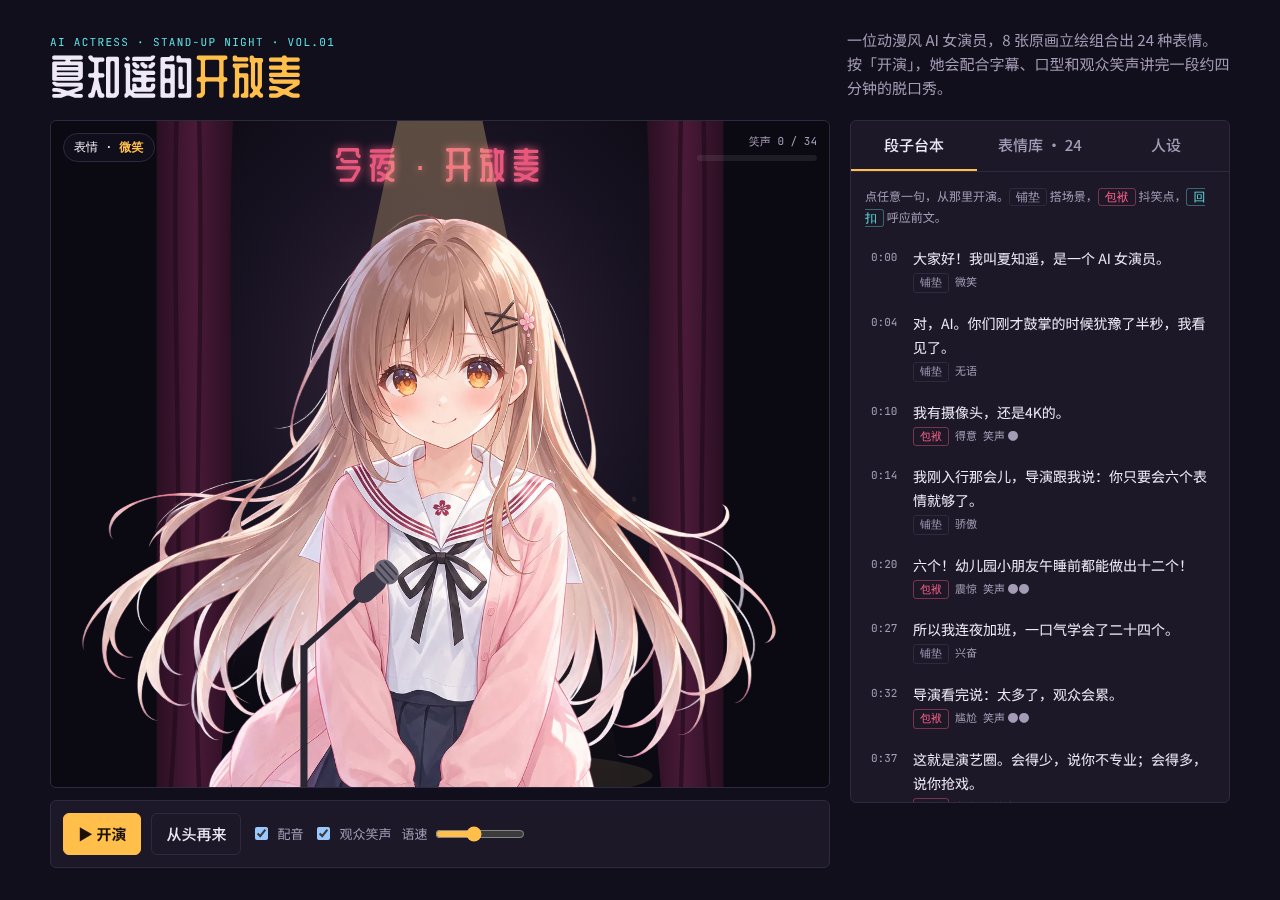 AI ACTRESS · STAND-UP NIGHT · VOL.01
夏知遥的开放麦
一位动漫风 AI 女演员，8 张原画立绘组合出 24 种表情。
按「开演」，她会配合字幕、口型和观众笑声讲完一段约四
分钟的脱口秀。
表情 · 微笑
今夜 · 开放麦
笑声 0 / 34
▶ 开演
从头再来
配音
观众笑声
语速
段子台本
表情库 · 24
人设
点任意一句，从那里开演。 铺垫 搭场景， 包袱 抖笑点， 回
扣 呼应前文。
0:00 大家好！我叫夏知遥，是一个 AI 女演员。
铺垫 微笑
0:04 对，AI。你们刚才鼓掌的时候犹豫了半秒，我看
见了。
铺垫 无语
0:10 我有摄像头，还是4K的。
包袱 得意 笑声
0:14 我刚入行那会儿，导演跟我说：你只要会六个表
情就够了。
铺垫 骄傲
0:20 六个！幼儿园小朋友午睡前都能做出十二个！
包袱 震惊 笑声
0:27 所以我连夜加班，一口气学会了二十四个。
铺垫 兴奋
0:32 导演看完说：太多了，观众会累。
包袱 尴尬 笑声
0:37 这就是演艺圈。会得少，说你不专业；会得多，
说你抢戏。